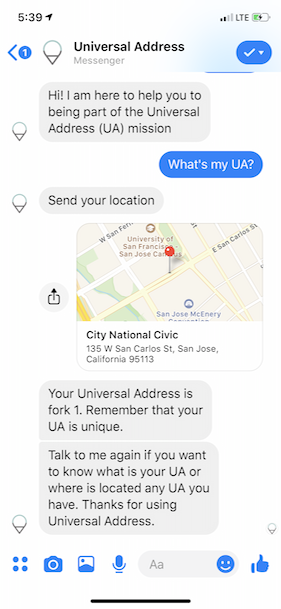 5:39
LTE
1
Universal Address
Messenger
Hi! I am here to help you to
being part of the Universal
Address (UA) mission
What's my UA?
Send your location
W San Fern
University of
San Francisc
San Jose Campus
E San Carlos St
San Jose McEnery
Convention
City National Civic
135 W San Carlos St, San Jose,
California 95113
Your Universal Address is
fork 1. Remember that your
UA is unique.
Talk to me again if you want
to know what is your UA or
where is located any UA you
have. Thanks for using
Universal Address.
Aa